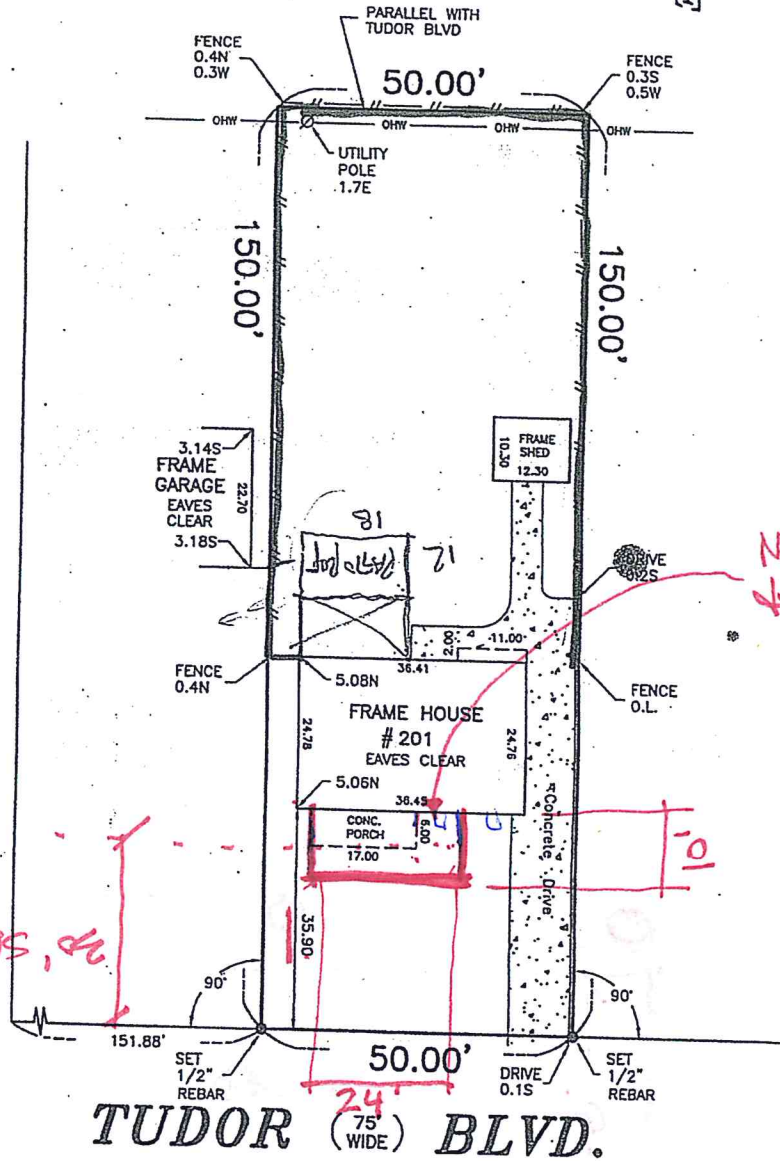 PARALLEL WITH
TUDOR BLVD
FENCE
0.4N
0.3W
50.00'
FENCE
0.3S
0.5W
OHW
OHW
OHW
OHW
UTILITY
POLE
1.7E
150.00'
150.00'
FRAME
SHED
10.30
12.30
3.14S
FRAME
GARAGE
22.70
EAVES
CLEAR
3.18S
18
12
DRIVE
0.2S
2.00
11.00
36.41
FENCE
0.4N
5.08N
FENCE
O.L.
FRAME HOUSE
#201
EAVES CLEAR
24.78
24.76
5.06N
36.45
CONC.
PORCH
5.00
17.00
10'
Concrete Drive
35.90
90°
90°
151.88'
SET
1/2"
REBAR
50.00'
DRIVE
0.1S
SET
1/2"
REBAR
24'
TUDOR (75' WIDE) BLVD.